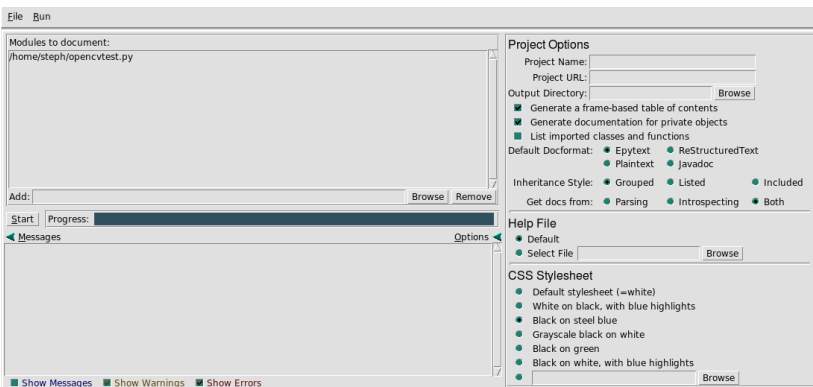 File Run
Modules to document:
/home/steph/opencvtest.py
Add: Browse Remove
Start Progress:
Messages Options
Show Messages Show Warnings Show Errors
Project Options
Project Name:
Project URL:
Output Directory: Browse
Generate a frame-based table of contents
Generate documentation for private objects
List imported classes and functions
Default Docformat: Epytext ReStructuredText
Plaintext Javadoc
Inheritance Style: Grouped Listed Included
Get docs from: Parsing Introspecting Both
Help File
Default
Select File Browse
CSS Stylesheet
Default stylesheet (=white)
White on black, with blue highlights
Black on steel blue
Grayscale black on white
Black on green
Black on white, with blue highlights
Browse